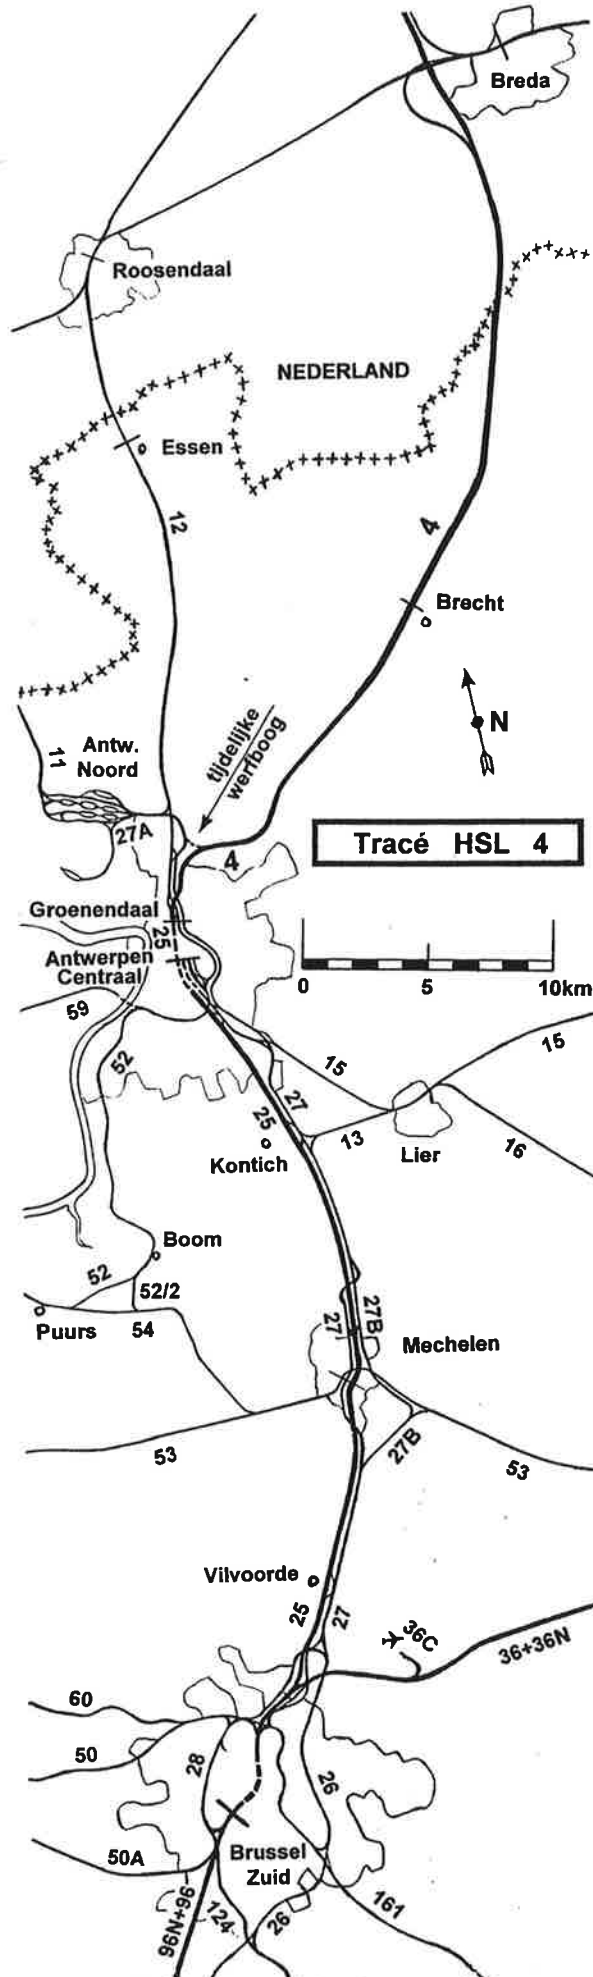 Breda
Roosendaal
NEDERLAND
Essen
12
4
Brecht
N
11
Antw.
Noord
tijdelijke
werfboog
27A
4
Tracé HSL 4
Groenendaal
25
Antwerpen
Centraal
0 5 10km
59
52
15
15
27
25
13
16
Kontich
Lier
Boom
52
52/2
Puurs
54
27B
27
Mechelen
53
27B
53
Vilvoorde
25
27
36C
36+36N
60
50
28
26
50A
Brussel
Zuid
96N+96
124
26
161